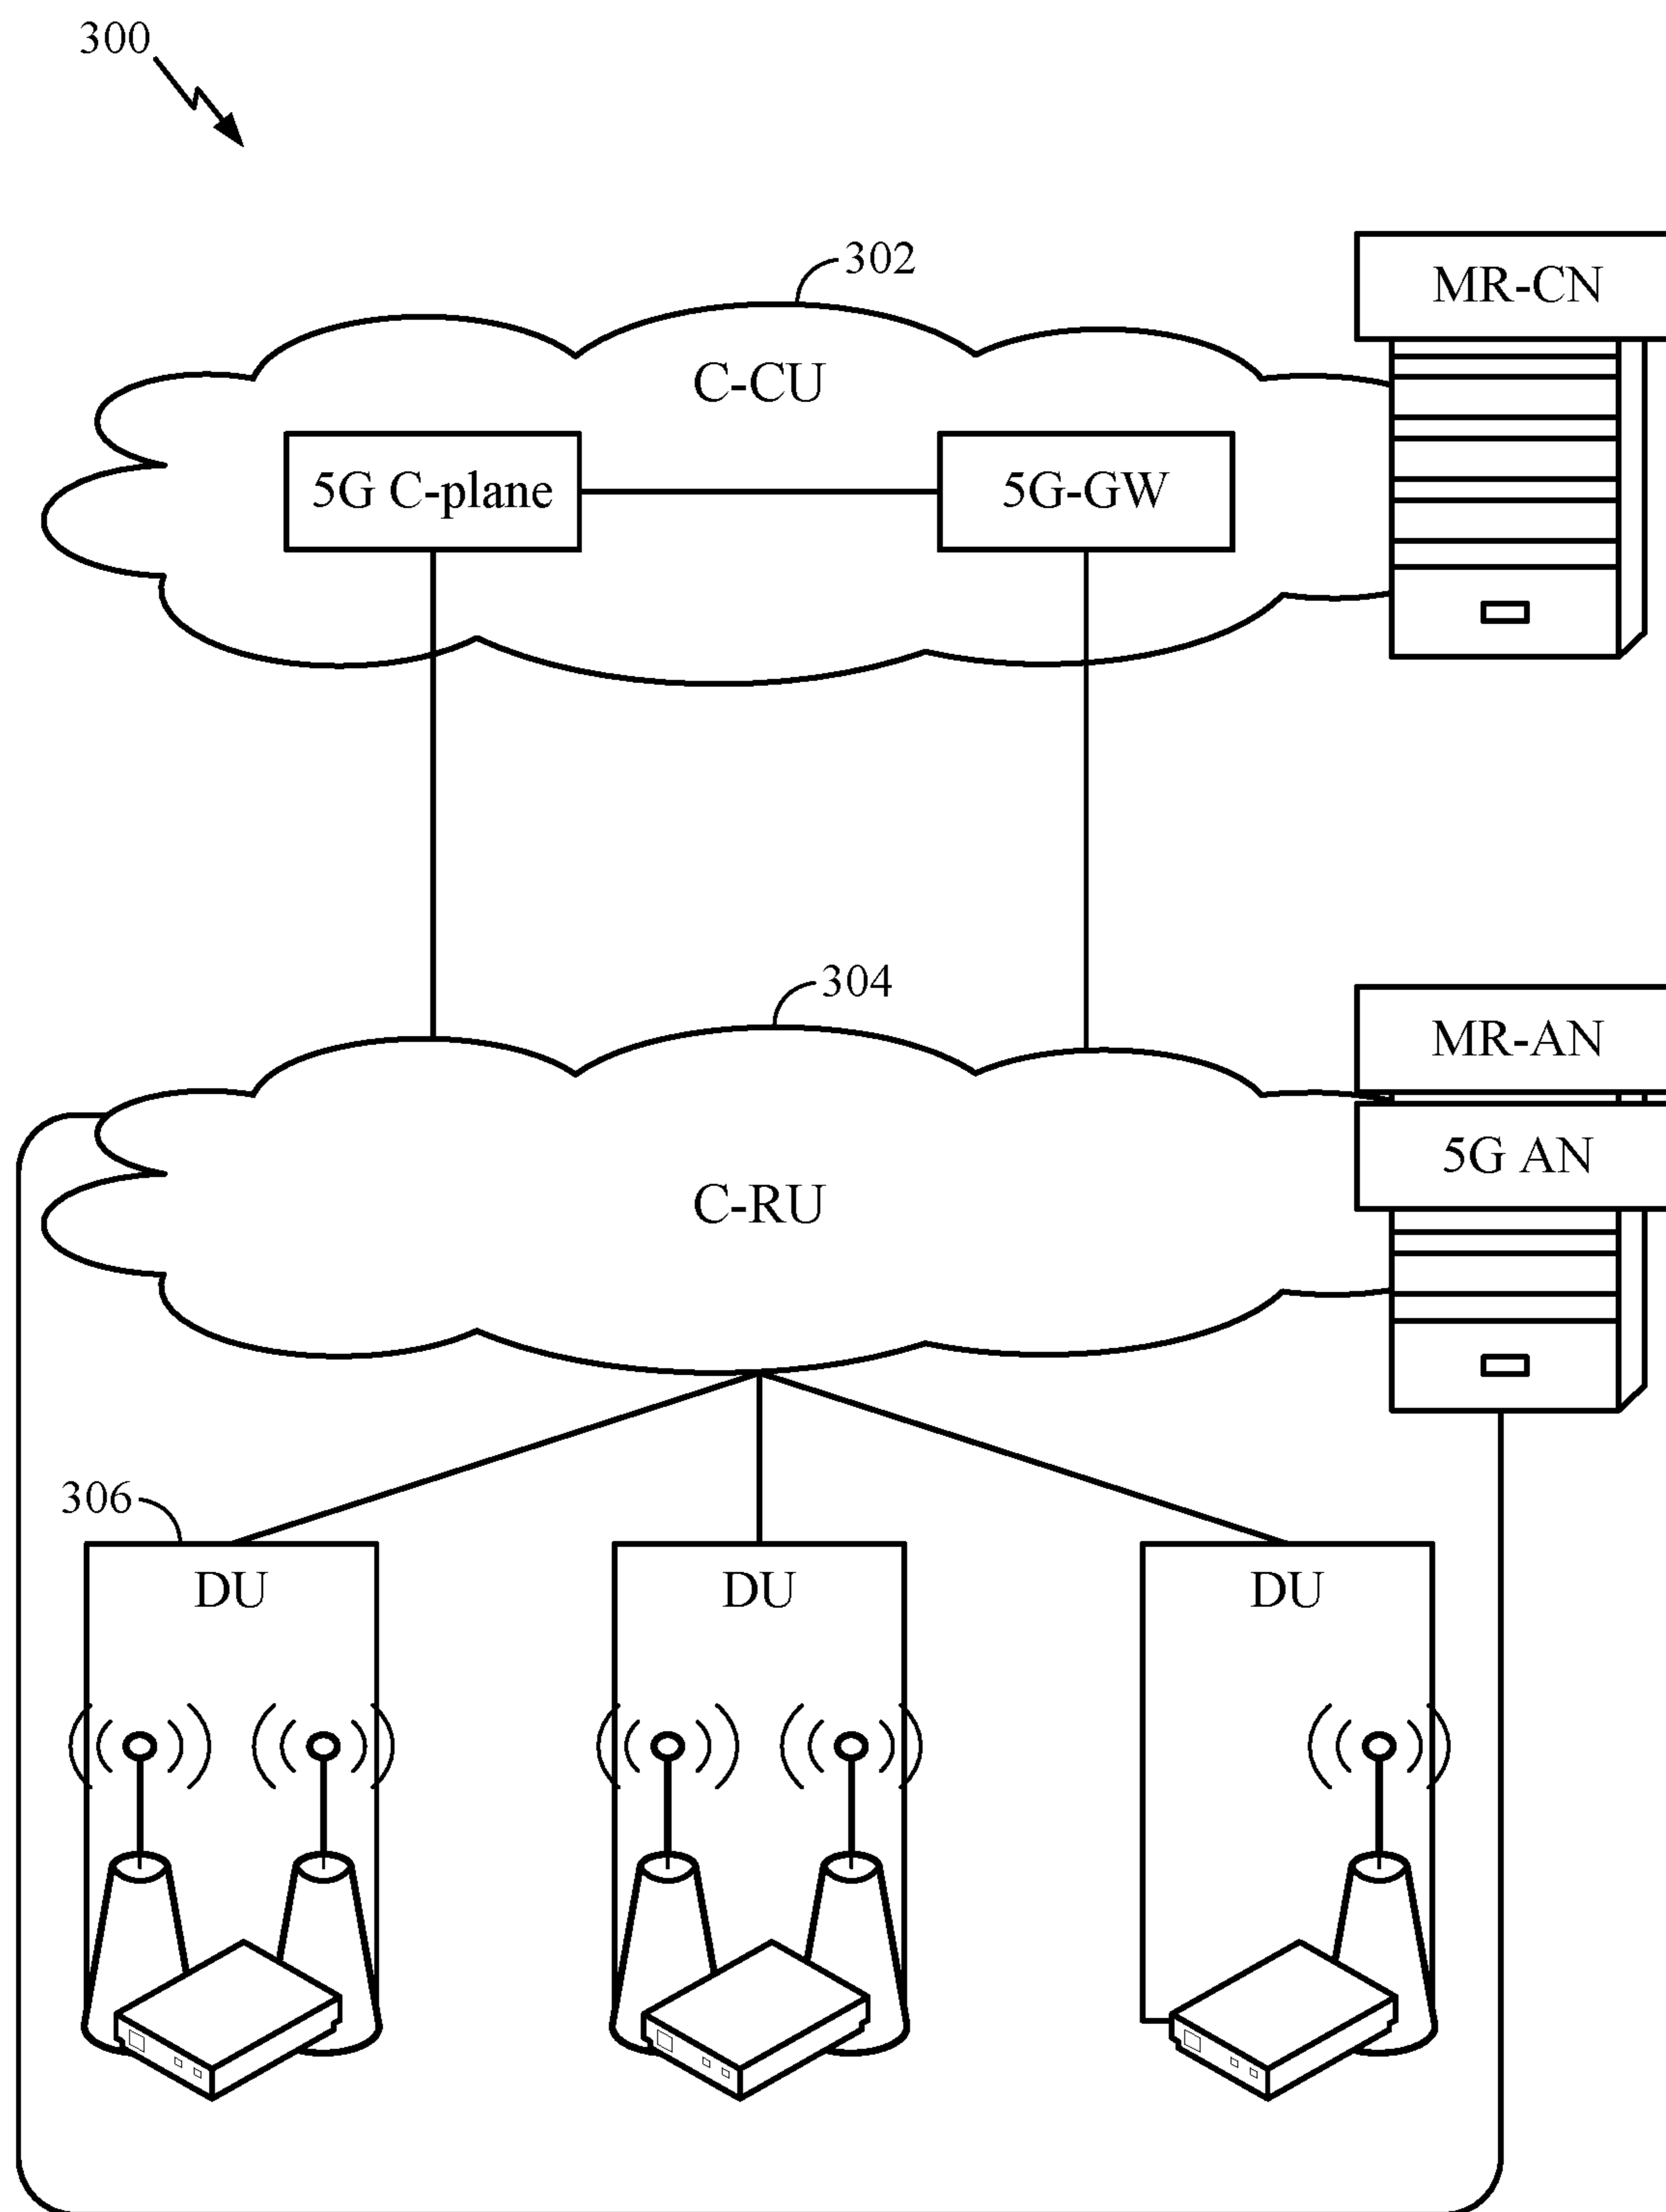 300
302
MR-CN
C-CU
5G C-plane
5G-GW
304
MR-AN
5G AN
C-RU
306
DU
DU
DU